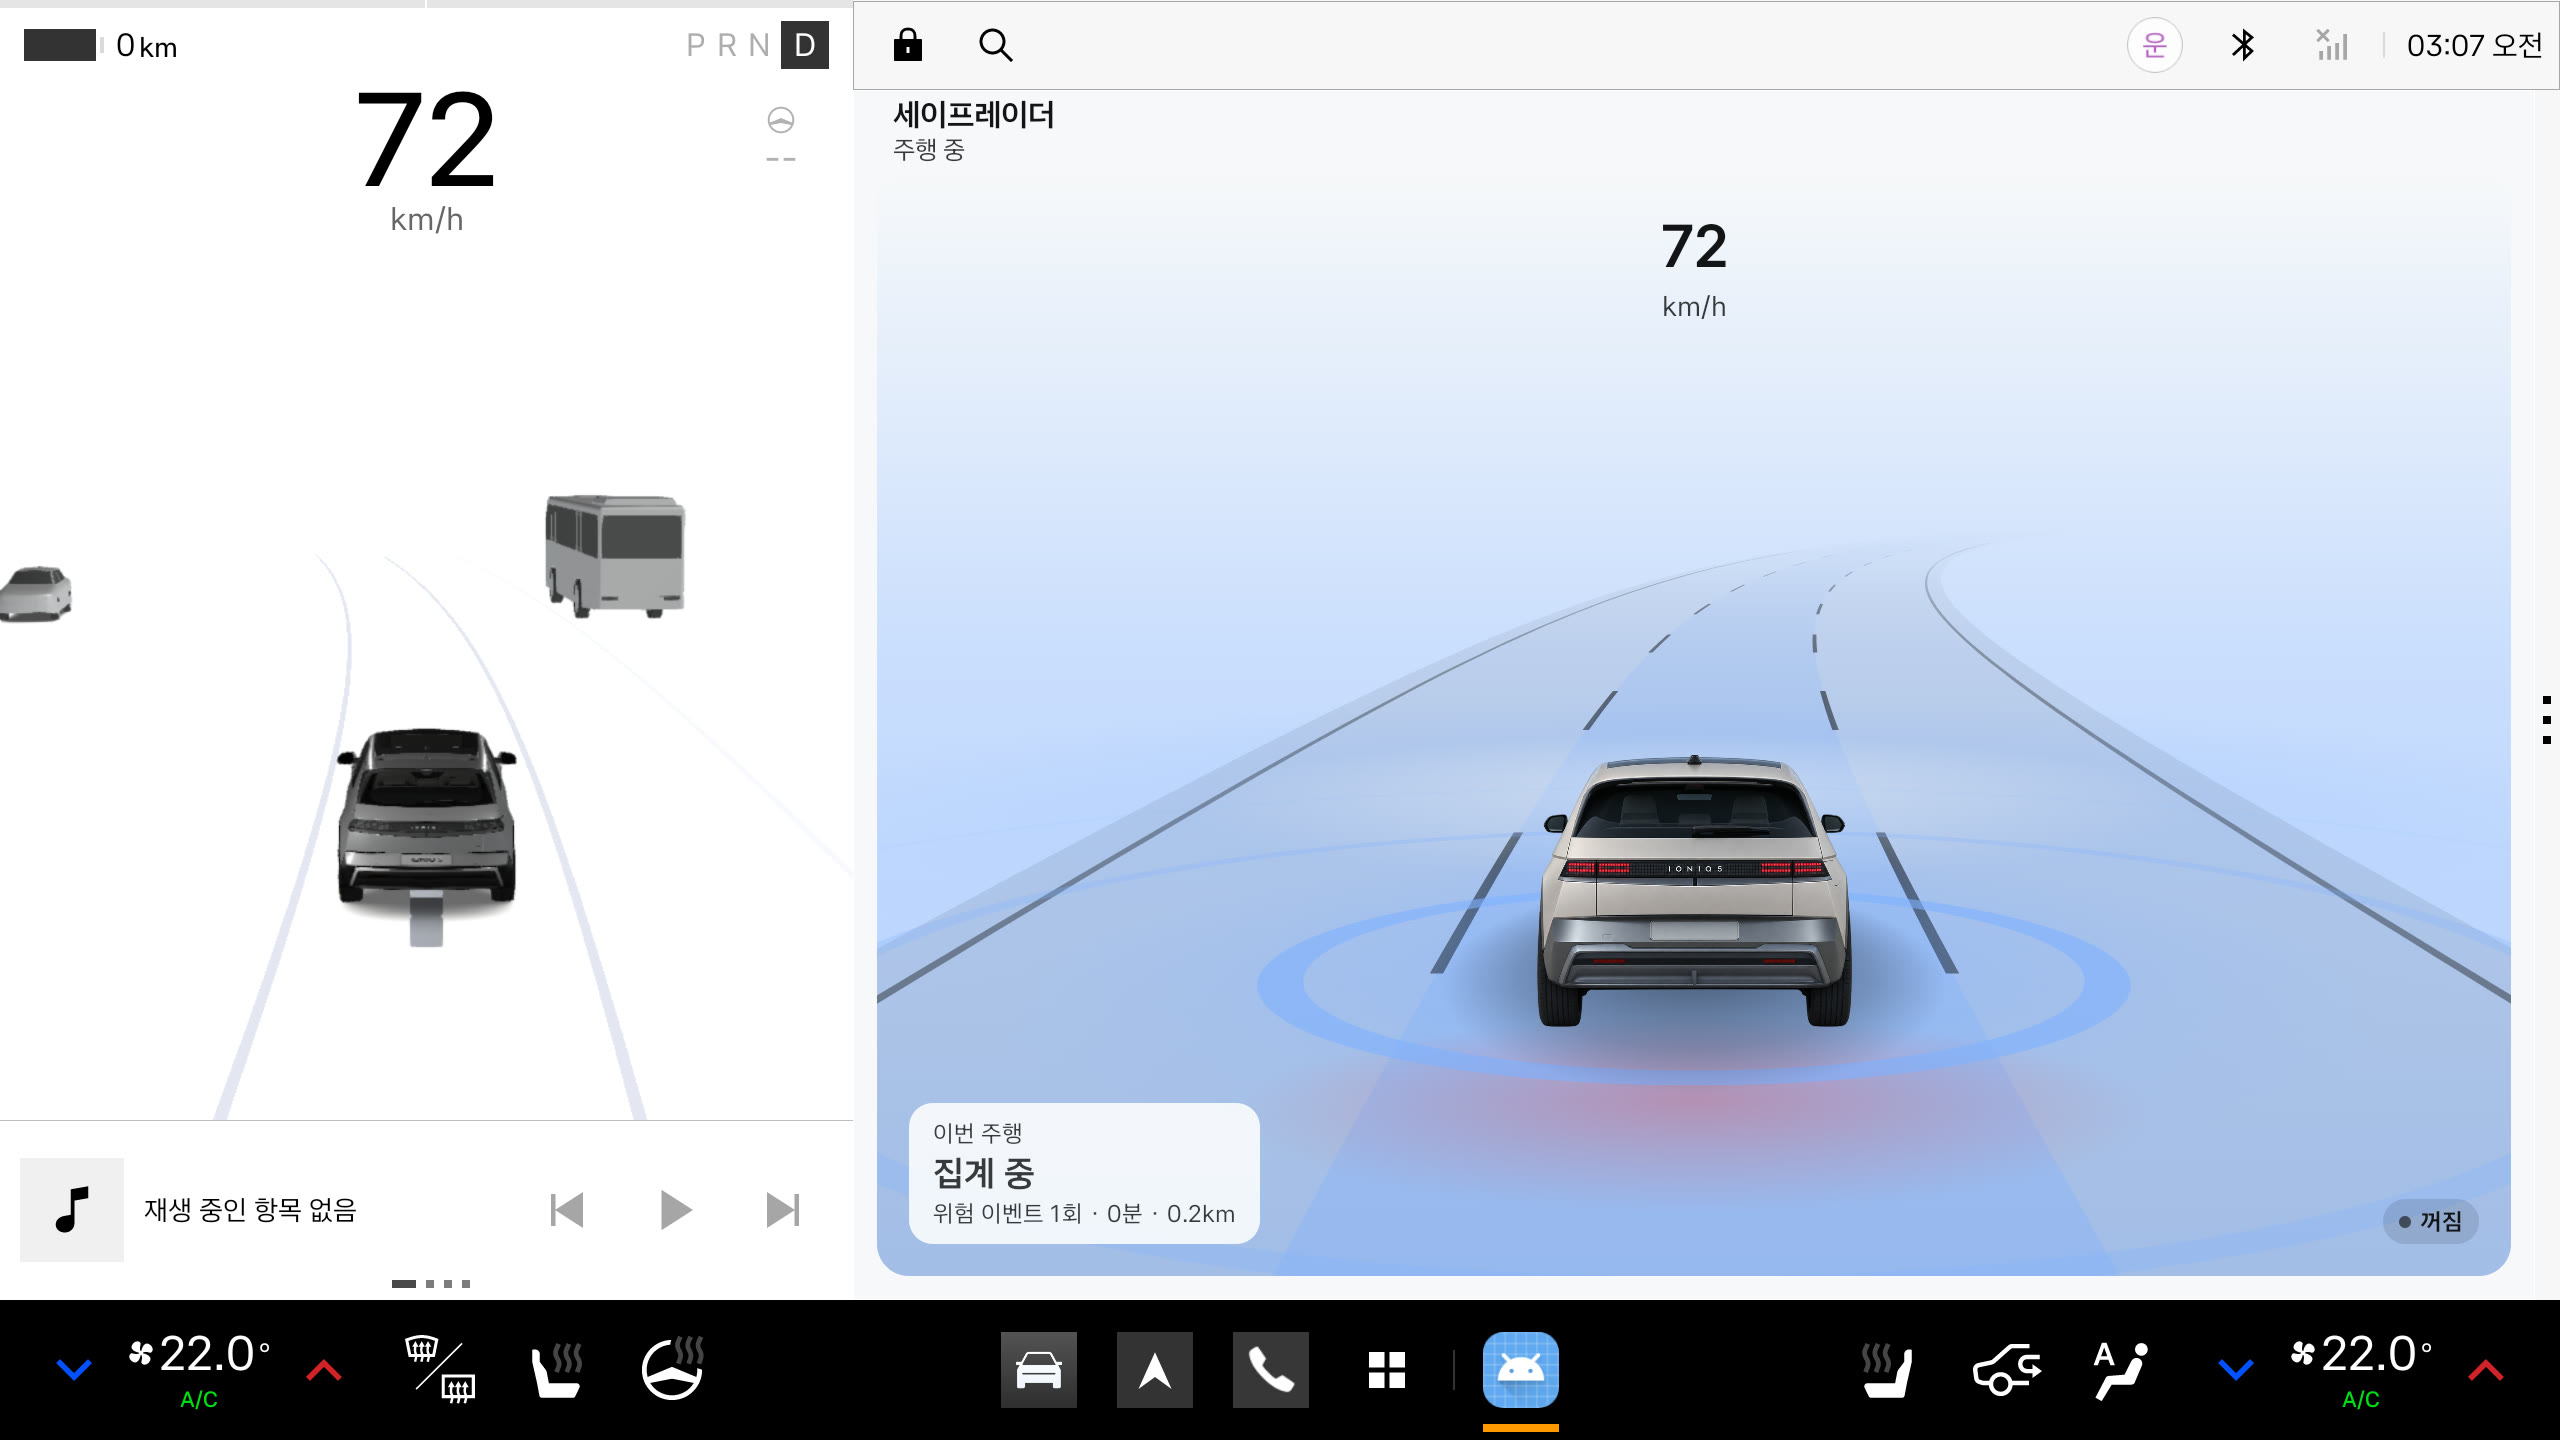 0 km
P R N D
72
km/h
--
재생 중인 항목 없음
운
03:07 오전
세이프레이더
주행 중
72
km/h
IONIQ5
이번 주행
집계 중
위험 이벤트 1회 · 0분 · 0.2km
꺼짐
22.0°
A/C
A
22.0°
A/C